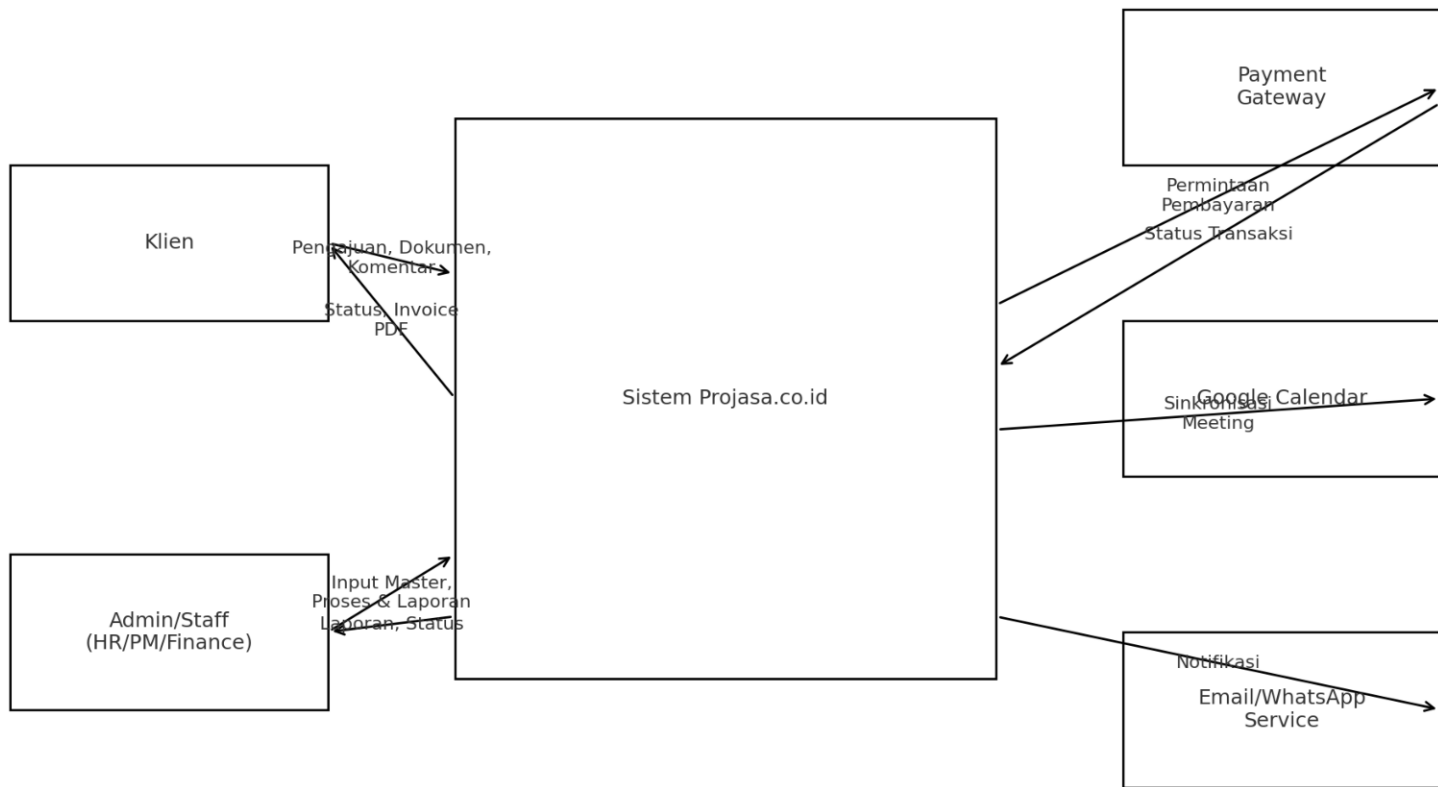 Payment
Gateway
Permintaan
Pembayaran
Status Transaksi
Klien
Pengajuan, Dokumen,
Komentar
Status, Invoice
PDF
Sistem Projasa.co.id
Google Calendar
Sinkronisasi
Meeting
Admin/Staff
(HR/PM/Finance)
Input Master,
Proses & Laporan
Laporan, Status
Notifikasi
Email/WhatsApp
Service